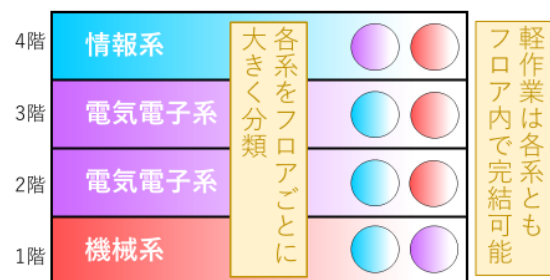 4階
情報系
3階
電気電子系
2階
電気電子系
1階
機械系
各系をフロアごとに
大きく分類
軽作業は各系とも
フロア内で完結可能